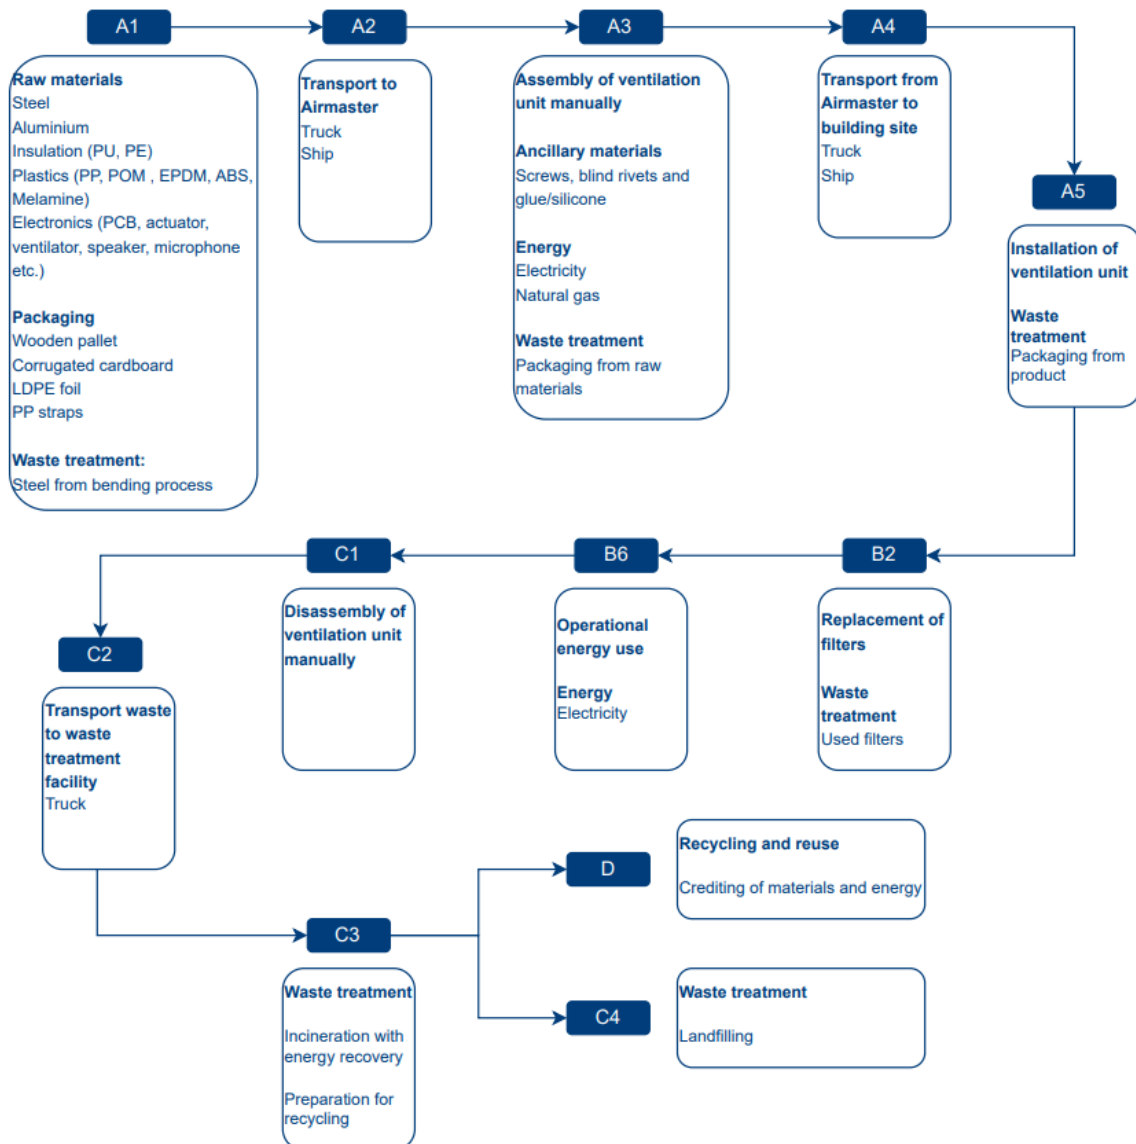 A1
Raw materials
Steel
Aluminium
Insulation (PU, PE)
Plastics (PP, POM , EPDM, ABS,
Melamine)
Electronics (PCB, actuator,
ventilator, speaker, microphone
etc.)
Packaging
Wooden pallet
Corrugated cardboard
LDPE foil
PP straps
Waste treatment:
Steel from bending process
A2
Transport to
Airmaster
Truck
Ship
A3
Assembly of ventilation
unit manually
Ancillary materials
Screws, blind rivets and
glue/silicone
Energy
Electricity
Natural gas
Waste treatment
Packaging from raw
materials
A4
Transport from
Airmaster to
building site
Truck
Ship
A5
Installation of
ventilation unit
Waste
treatment
Packaging from
product
B2
Replacement of
filters
Waste
treatment
Used filters
B6
Operational
energy use
Energy
Electricity
C1
Disassembly of
ventilation unit
manually
C2
Transport waste
to waste
treatment
facility
Truck
C3
Waste treatment
Incineration with
energy recovery
Preparation for
recycling
D
Recycling and reuse
Crediting of materials and energy
C4
Waste treatment
Landfilling